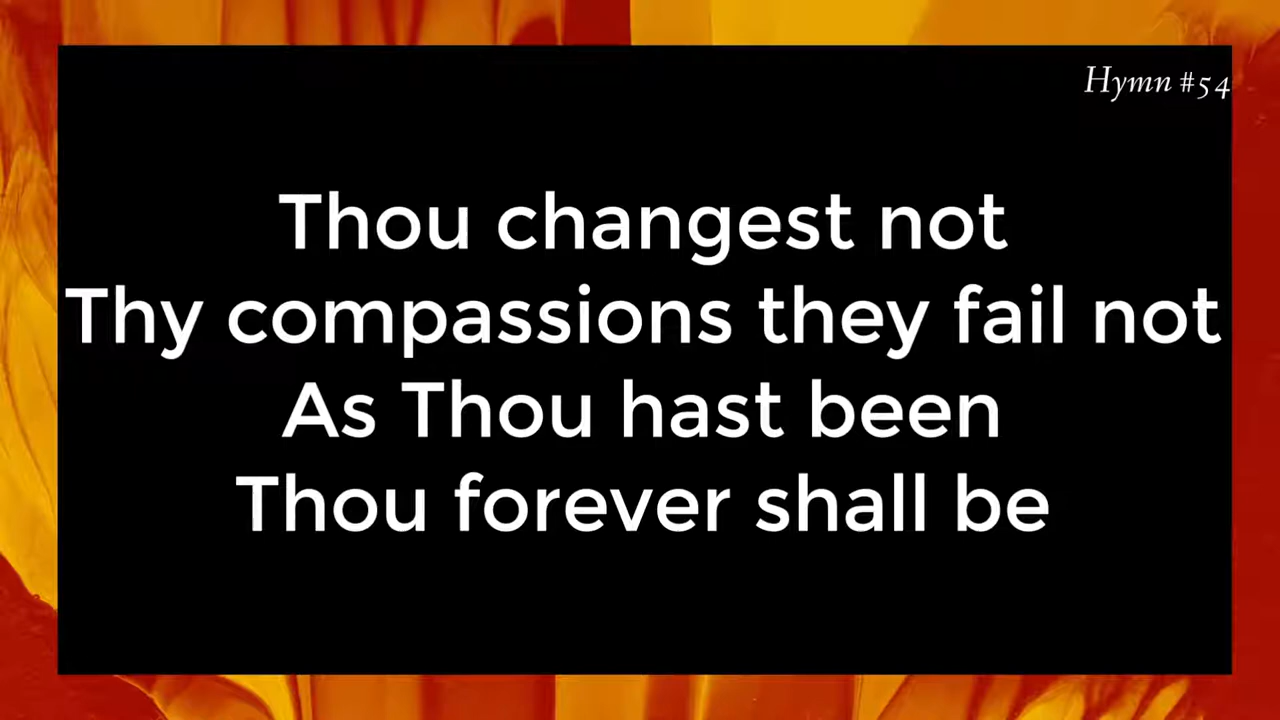 Hymn #54
Thou changest not
Thy compassions they fail not
As Thou hast been
Thou forever shall be